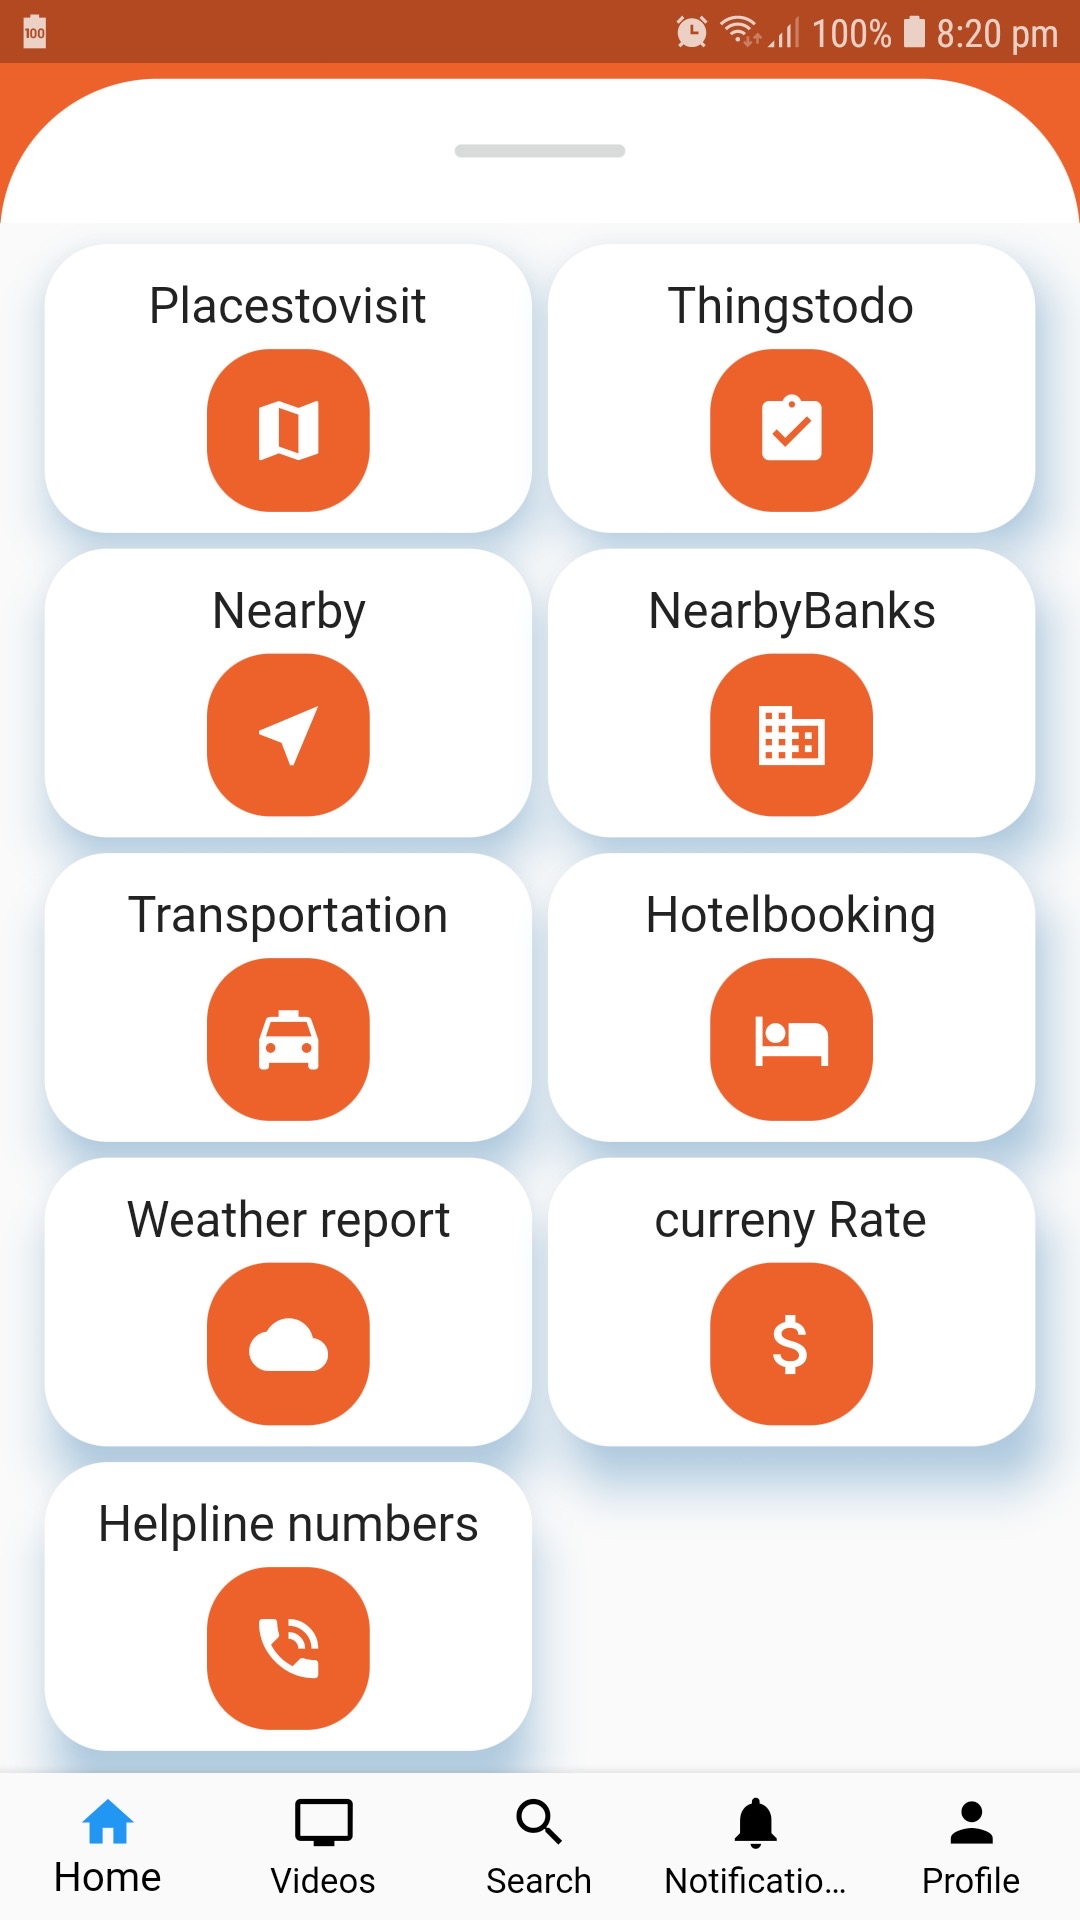 100 100% 8:20 pm
Placestovisit Thingstodo
Nearby NearbyBanks
Transportation Hotelbooking
Weather report curreny Rate
$
Helpline numbers
Home Videos Search Notificatio... Profile